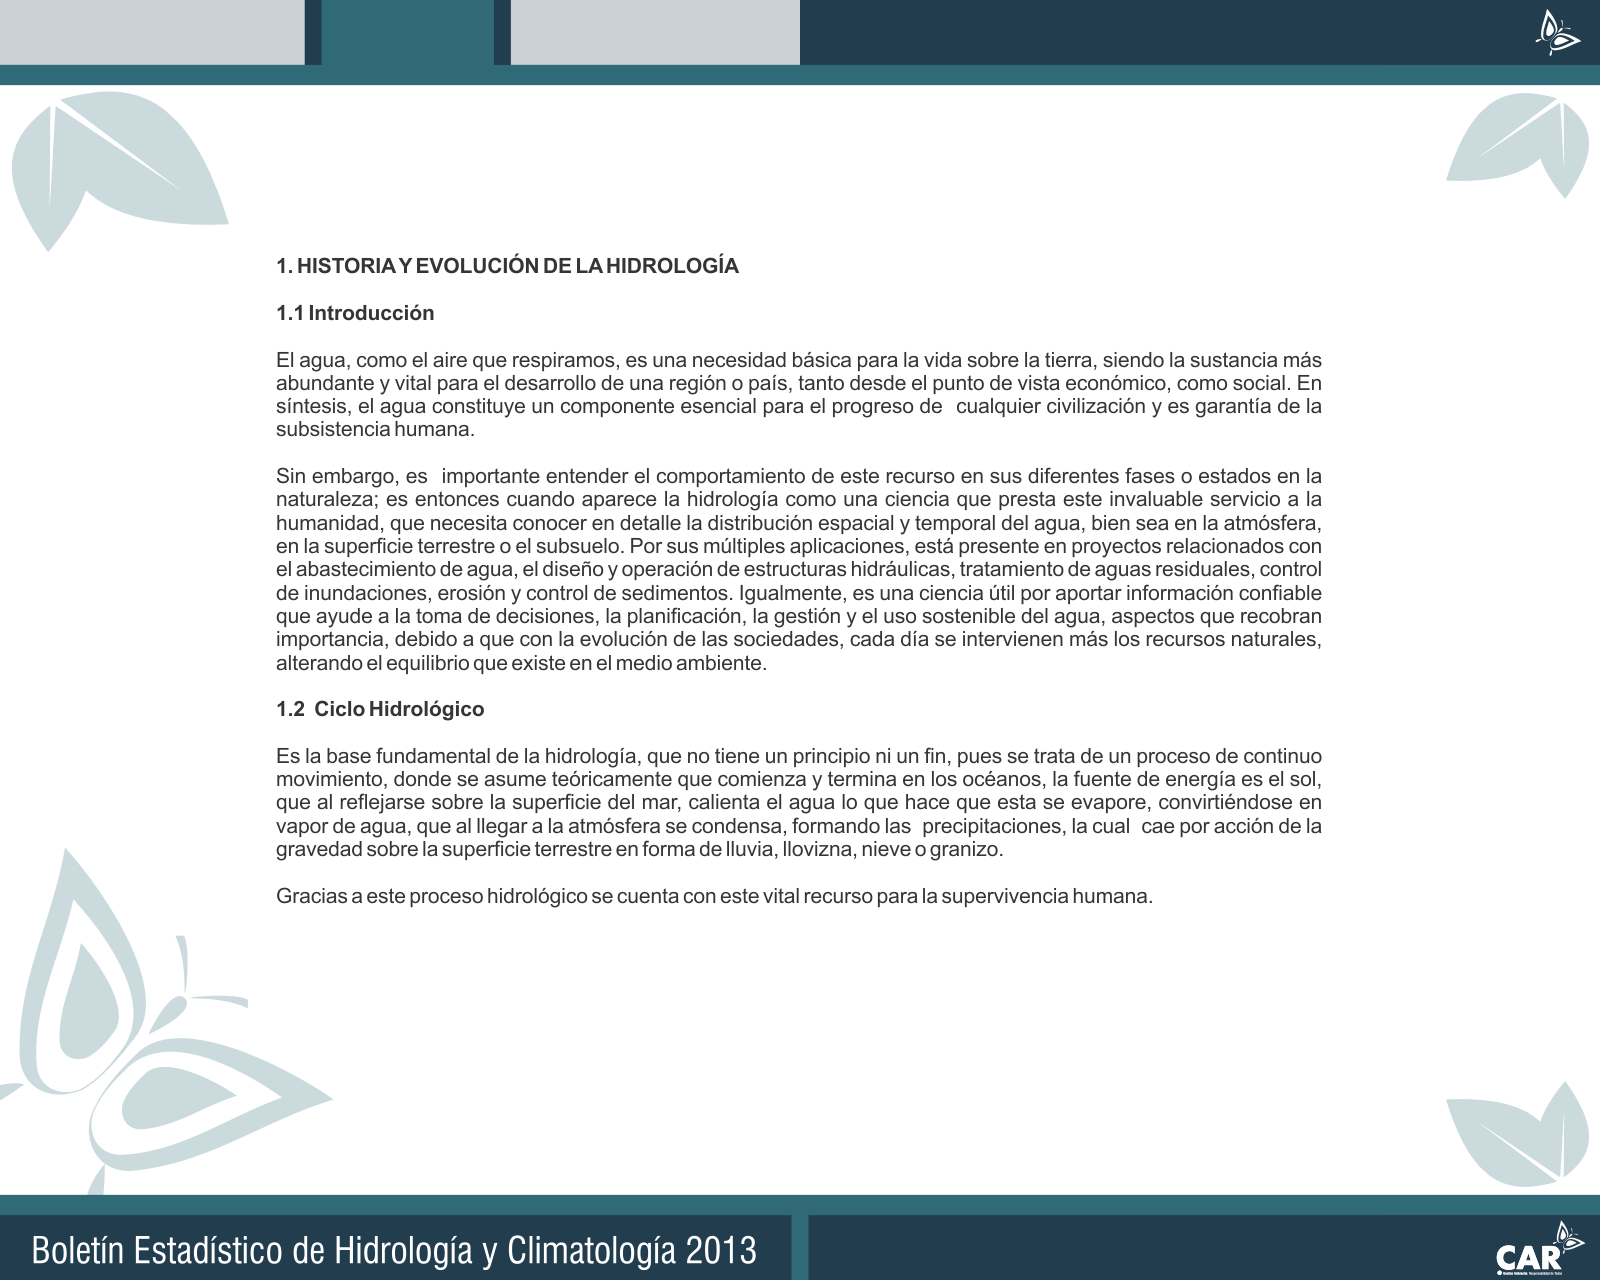 1. HISTORIA Y EVOLUCIÓN DE LA HIDROLOGÍA
1.1 Introducción
El agua, como el aire que respiramos, es una necesidad básica para la vida sobre la tierra, siendo la sustancia más
abundante y vital para el desarrollo de una región o país, tanto desde el punto de vista económico, como social. En
síntesis, el agua constituye un componente esencial para el progreso de cualquier civilización y es garantía de la
subsistencia humana.
Sin embargo, es importante entender el comportamiento de este recurso en sus diferentes fases o estados en la
naturaleza; es entonces cuando aparece la hidrología como una ciencia que presta este invaluable servicio a la
humanidad, que necesita conocer en detalle la distribución espacial y temporal del agua, bien sea en la atmósfera,
en la superficie terrestre o el subsuelo. Por sus múltiples aplicaciones, está presente en proyectos relacionados con
el abastecimiento de agua, el diseño y operación de estructuras hidráulicas, tratamiento de aguas residuales, control
de inundaciones, erosión y control de sedimentos. Igualmente, es una ciencia útil por aportar información confiable
que ayude a la toma de decisiones, la planificación, la gestión y el uso sostenible del agua, aspectos que recobran
importancia, debido a que con la evolución de las sociedades, cada día se intervienen más los recursos naturales,
alterando el equilibrio que existe en el medio ambiente.
1.2 Ciclo Hidrológico
Es la base fundamental de la hidrología, que no tiene un principio ni un fin, pues se trata de un proceso de continuo
movimiento, donde se asume teóricamente que comienza y termina en los océanos, la fuente de energía es el sol,
que al reflejarse sobre la superficie del mar, calienta el agua lo que hace que esta se evapore, convirtiéndose en
vapor de agua, que al llegar a la atmósfera se condensa, formando las precipitaciones, la cual cae por acción de la
gravedad sobre la superficie terrestre en forma de lluvia, llovizna, nieve o granizo.
Gracias a este proceso hidrológico se cuenta con este vital recurso para la supervivencia humana.
Boletín Estadístico de Hidrología y Climatología 2013
CAR